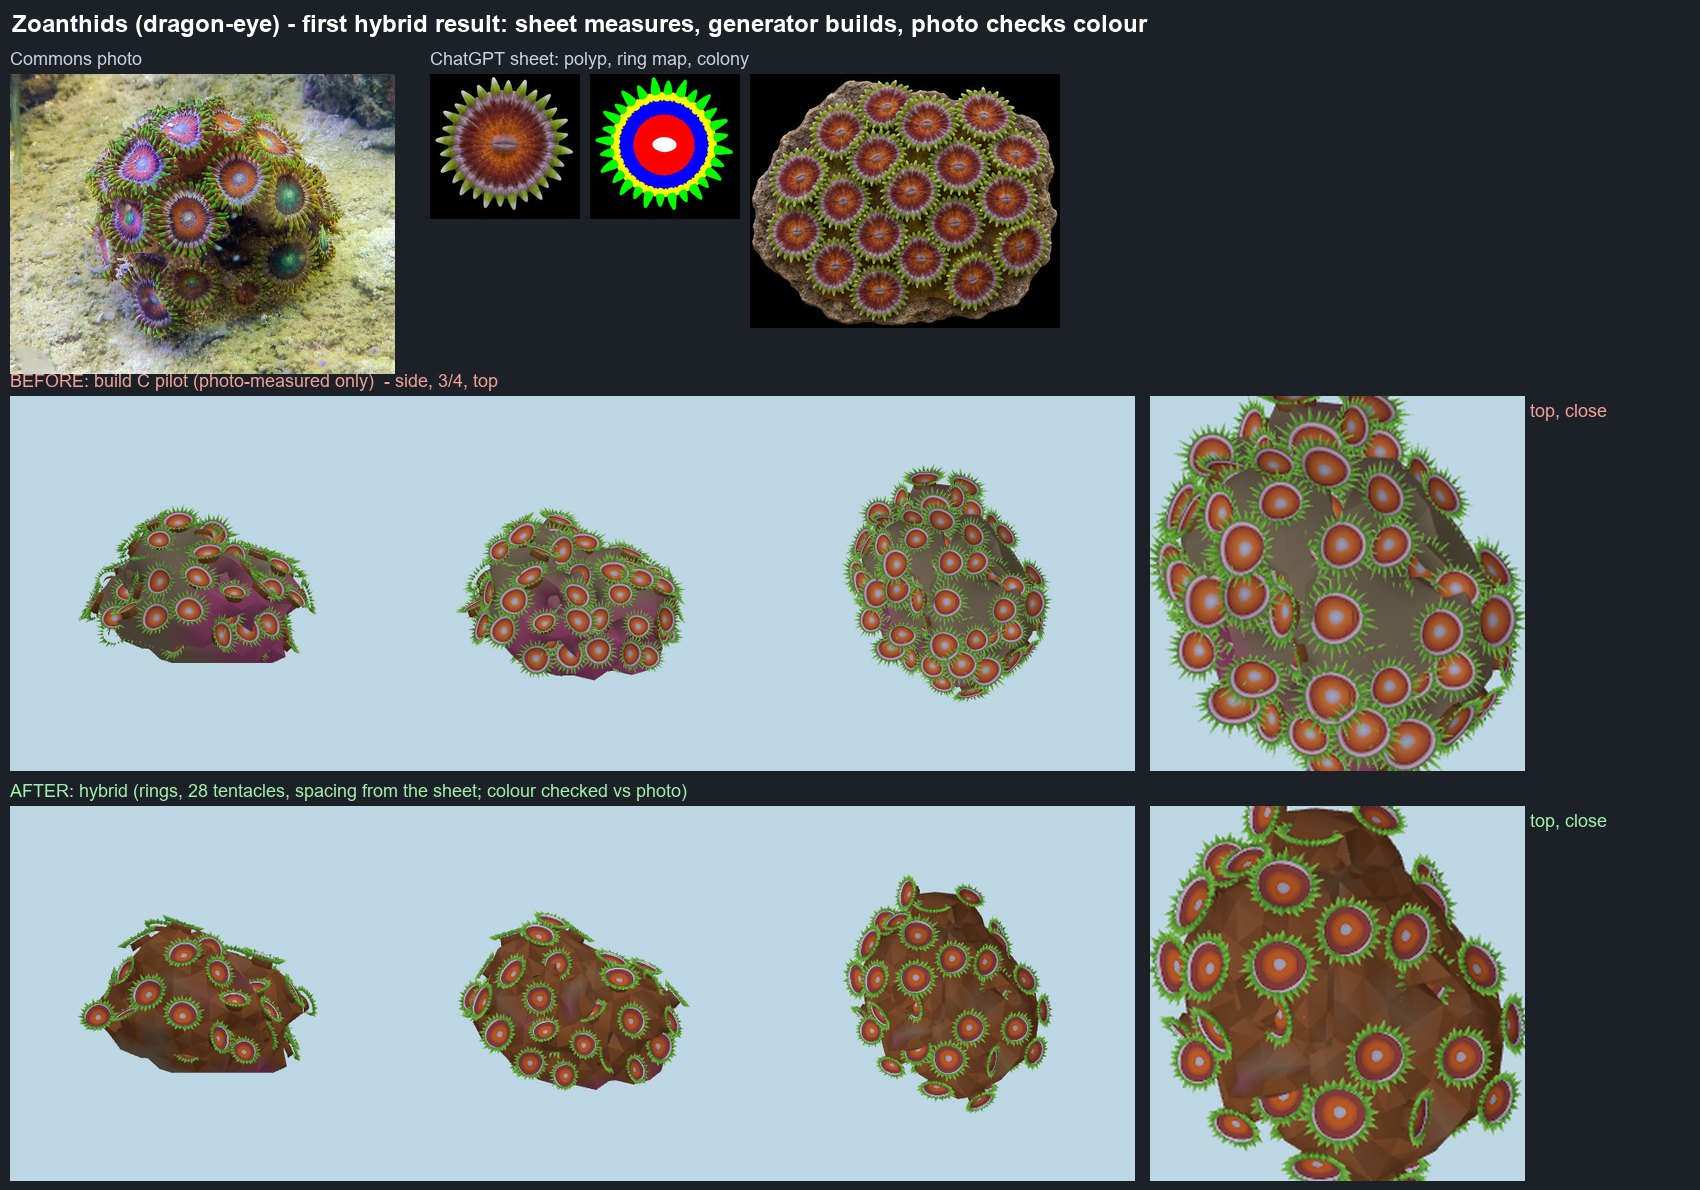 Zoanthids (dragon-eye) - first hybrid result: sheet measures, generator builds, photo checks colour
Commons photo
ChatGPT sheet: polyp, ring map, colony
BEFORE: build C pilot (photo-measured only)  - side, 3/4, top
top, close
AFTER: hybrid (rings, 28 tentacles, spacing from the sheet; colour checked vs photo)
top, close